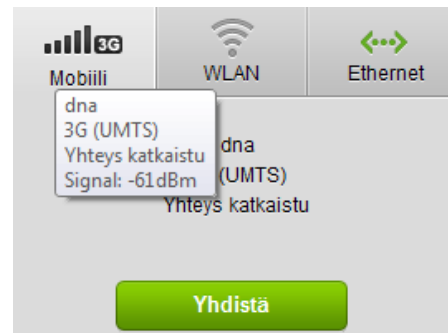 3G
Mobiili
WLAN
Ethernet
dna
3G (UMTS)
Yhteys katkaistu
Signal: -61dBm
dna
(UMTS)
Yhteys katkaistu
Yhdistä